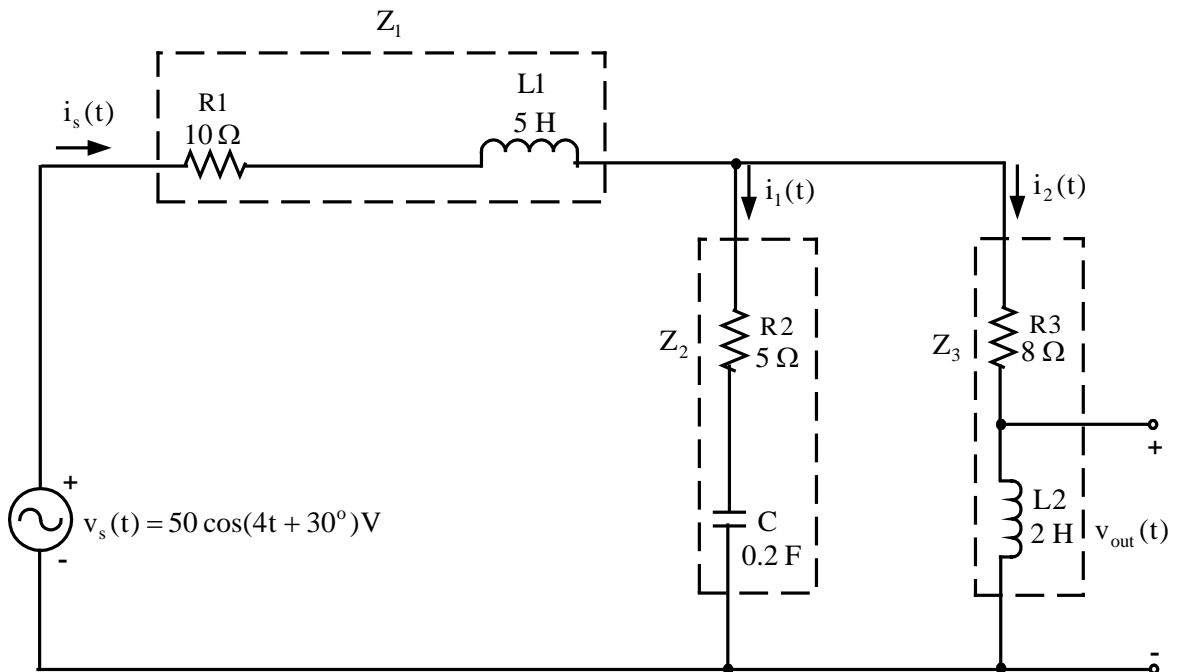 Z₁
L1
5 H
R1
10 Ω
iₛ(t)
i₁(t)
i₂(t)
Z₂
R2
5 Ω
Z₃
R3
8 Ω
+
+
vₛ(t) = 50 cos(4t + 30°)V
-
C
0.2 F
L2
2 H
v_out(t)
-